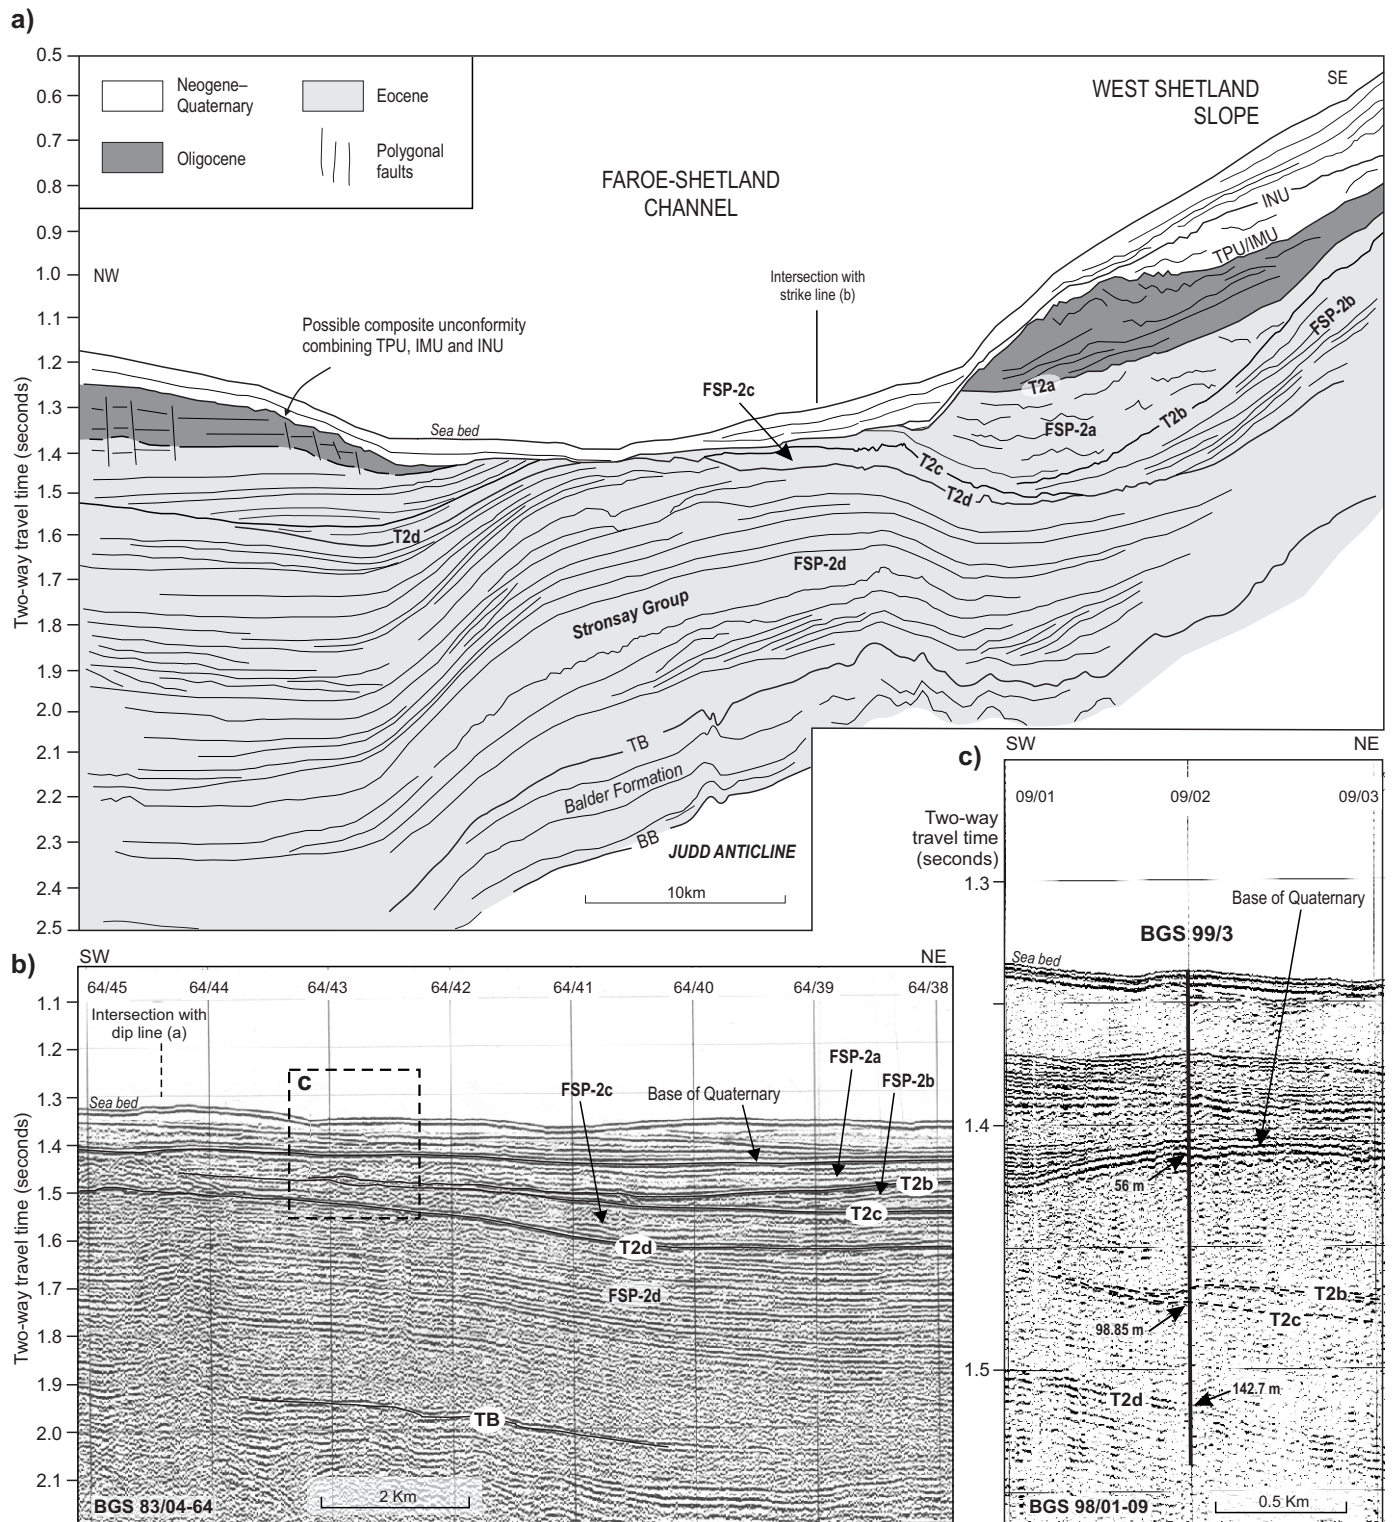 a)
0.5
0.6
0.7
0.8
0.9
1.0
1.1
1.2
1.3
1.4
1.5
1.6
1.7
1.8
1.9
2.0
2.1
2.2
2.3
2.4
2.5
Two-way travel time (seconds)
Neogene–
Quaternary
Eocene
Oligocene
Polygonal
faults
FAROE-SHETLAND
CHANNEL
WEST SHETLAND
SLOPE
SE
NW
INU
TPU/IMU
Intersection with
strike line (b)
Possible composite unconformity
combining TPU, IMU and INU
FSP-2c
Sea bed
T2a
FSP-2b
T2b
FSP-2a
T2c
T2d
T2d
FSP-2d
Stronsay Group
TB
Balder Formation
BB
JUDD ANTICLINE
10km
b)
SW
NE
64/45
64/44
64/43
64/42
64/41
64/40
64/39
64/38
1.1
1.2
1.3
1.4
1.5
1.6
1.7
1.8
1.9
2.0
2.1
Two-way travel time (seconds)
Intersection with
dip line (a)
Sea bed
c
FSP-2c
Base of Quaternary
FSP-2a
FSP-2b
T2b
T2c
T2d
FSP-2d
TB
BGS 83/04-64
2 Km
c)
SW
NE
09/01
09/02
09/03
Two-way
travel time
(seconds)
1.3
1.4
1.5
Base of Quaternary
BGS 99/3
Sea bed
56 m
T2b
T2c
98.85 m
T2d
142.7 m
BGS 98/01-09
0.5 Km